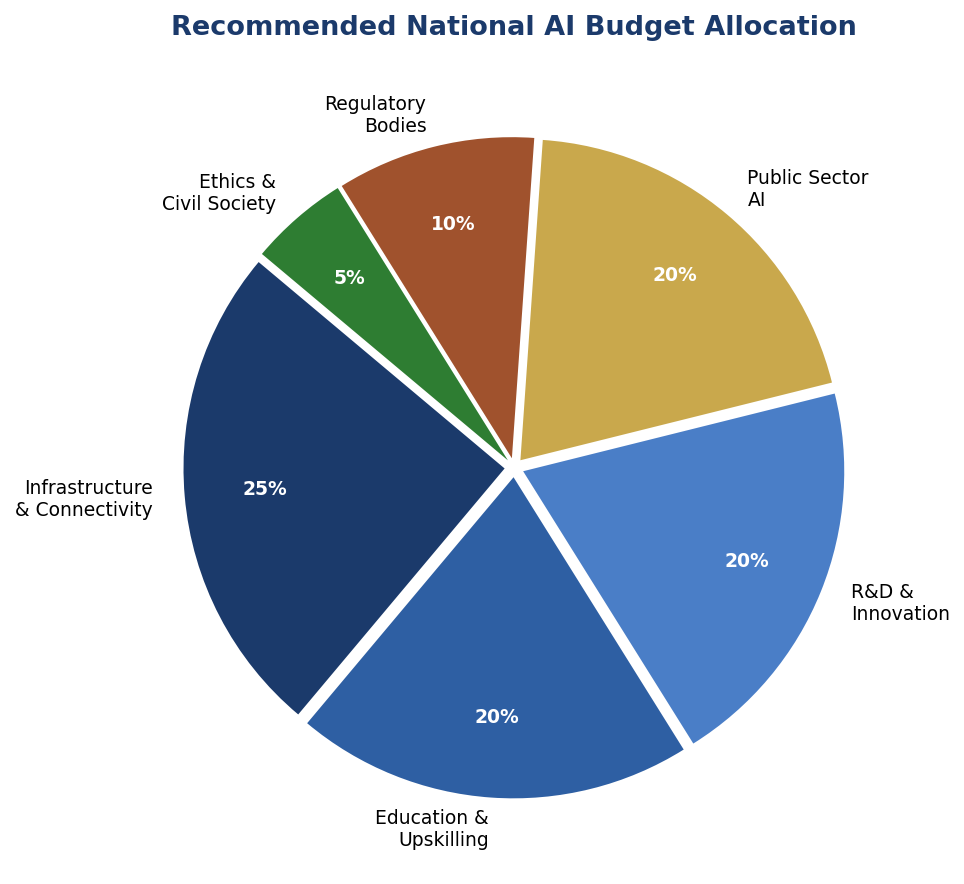 Recommended National AI Budget Allocation
Regulatory
Bodies
Public Sector
AI
Ethics &
Civil Society
10%
20%
5%
Infrastructure
& Connectivity
25%
20%
R&D &
Innovation
20%
Education &
Upskilling